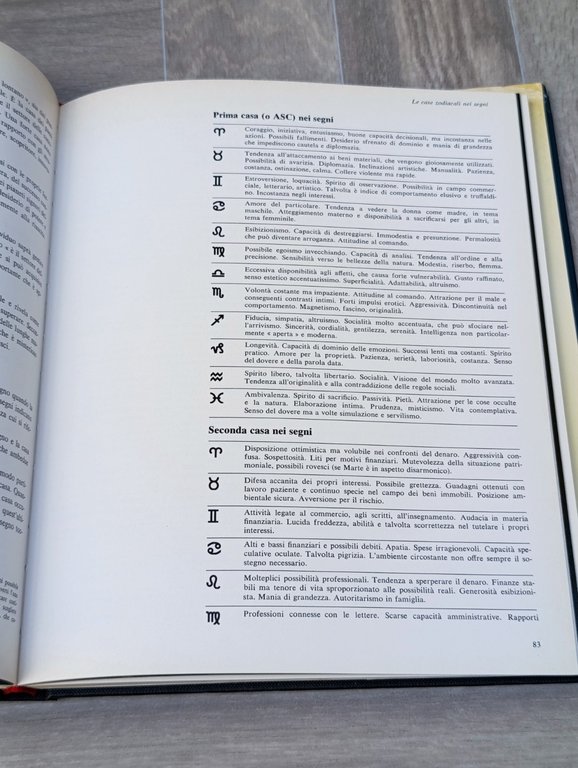 Le case zodiacali nei segni
Prima casa (o ASC) nei segni
♈ Coraggio, iniziativa, entusiasmo, buone capacità decisionali, ma incostanza nelle
azioni. Possibili fallimenti. Desiderio sfrenato di dominio e mania di grandezza
che impediscono cautela e diplomazia.
♉ Tendenza all'attaccamento ai beni materiali, che vengono gioiosamente utilizzati.
Possibilità di avarizia. Diplomazia. Inclinazioni artistiche. Manualità. Pazienza,
costanza, ostinazione, calma. Collere violente ma rapide.
♊ Estroversione, loquacità. Spirito di osservazione. Possibilità in campo commer-
ciale, letterario, artistico. Talvolta è indice di comportamento elusivo e truffaldi-
no. Incostanza negli interessi.
♋ Amore del particolare. Tendenza a vedere la donna come madre, in tema
maschile. Atteggiamento materno e disponibilità a sacrificarsi per gli altri, in
tema femminile.
♌ Esibizionismo. Capacità di destreggiarsi. Immodestia e presunzione. Permalosità
che può diventare arroganza. Attitudine al comando.
♍ Possibile egoismo invecchiando. Capacità di analisi. Tendenza all'ordine e alla
precisione. Sensibilità verso le bellezze della natura. Modestia, riserbo, flemma.
♎ Eccessiva disponibilità agli affetti, che causa forte vulnerabilità. Gusto raffinato,
senso estetico accentuatissimo. Superficialità. Adattabilità, altruismo.
♏ Volontà costante ma impaziente. Attitudine al comando. Attrazione per il male e
conseguenti contrasti intimi. Forti impulsi erotici. Aggressività. Discontinuità nel
comportamento. Magnetismo, fascino, originalità.
♐ Fiducia, simpatia, altruismo. Socialità molto accentuata, che può sfociare nel-
l'arrivismo. Sincerità, cordialità, gentilezza, serenità. Intelligenza non particolar-
mente « aperta » e moderna.
♑ Longevità. Capacità di dominio delle emozioni. Successi lenti ma costanti. Spirito
pratico. Amore per la proprietà. Pazienza, serietà, laboriosità, costanza. Senso
del dovere e della parola data.
♒ Spirito libero, talvolta libertario. Socialità. Visione del mondo molto avanzata.
Tendenza all'originalità e alla contraddizione delle regole sociali.
♓ Ambivalenza. Spirito di sacrificio. Passività. Pietà. Attrazione per le cose occulte
e la natura. Elaborazione intima. Prudenza, misticismo. Vita contemplativa.
Senso del dovere ma a volte simulazione e servilismo.
Seconda casa nei segni
♈ Disposizione ottimistica ma volubile nei confronti del denaro. Aggressività con-
fusa. Sospettosità. Liti per motivi finanziari. Mutevolezza della situazione patri-
moniale, possibili rovesci (se Marte è in aspetto disarmonico).
♉ Difesa accanita dei propri interessi. Possibile grettezza. Guadagni ottenuti con
lavoro paziente e continuo specie nel campo dei beni immobili. Posizione am-
bientale sicura. Avversione per il rischio.
♊ Attività legate al commercio, agli scritti, all'insegnamento. Audacia in materia
finanziaria. Lucida freddezza, abilità e talvolta scorrettezza nel tutelare i propri
interessi.
♋ Alti e bassi finanziari e possibili debiti. Apatia. Spese irragionevoli. Capacità spe-
culative oculate. Talvolta pigrizia. L'ambiente circostante non offre sempre il so-
stegno necessario.
♌ Molteplici possibilità professionali. Tendenza a sperperare il denaro. Finanze sta-
bili ma tenore di vita sproporzionato alle possibilità reali. Generosità esibizioni-
sta. Mania di grandezza. Autoritarismo in famiglia.
♍ Professioni connesse con le lettere. Scarse capacità amministrative. Rapporti
83